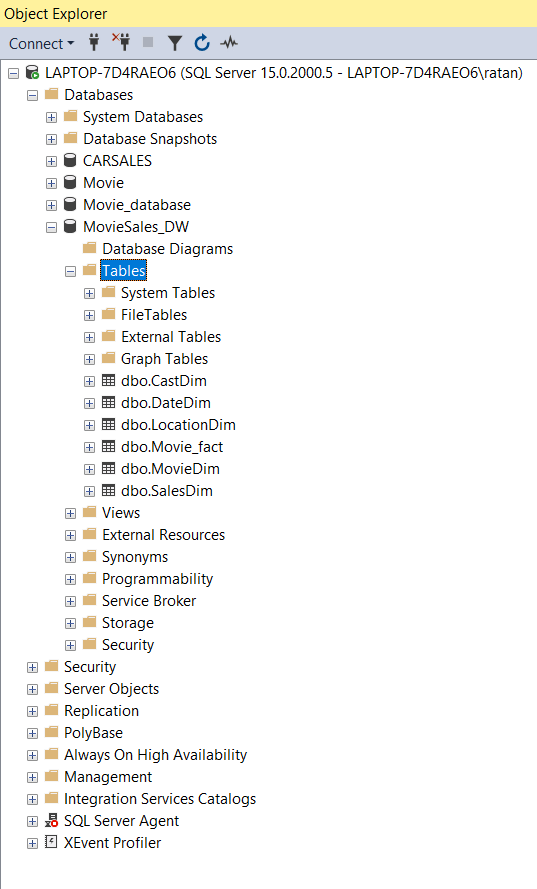 Object Explorer
Connect
LAPTOP-7D4RAEO6 (SQL Server 15.0.2000.5 - LAPTOP-7D4RAEO6\ratan)
Databases
System Databases
Database Snapshots
CARSALES
Movie
Movie_database
MovieSales_DW
Database Diagrams
Tables
System Tables
FileTables
External Tables
Graph Tables
dbo.CastDim
dbo.DateDim
dbo.LocationDim
dbo.Movie_fact
dbo.MovieDim
dbo.SalesDim
Views
External Resources
Synonyms
Programmability
Service Broker
Storage
Security
Security
Server Objects
Replication
PolyBase
Always On High Availability
Management
Integration Services Catalogs
SQL Server Agent
XEvent Profiler